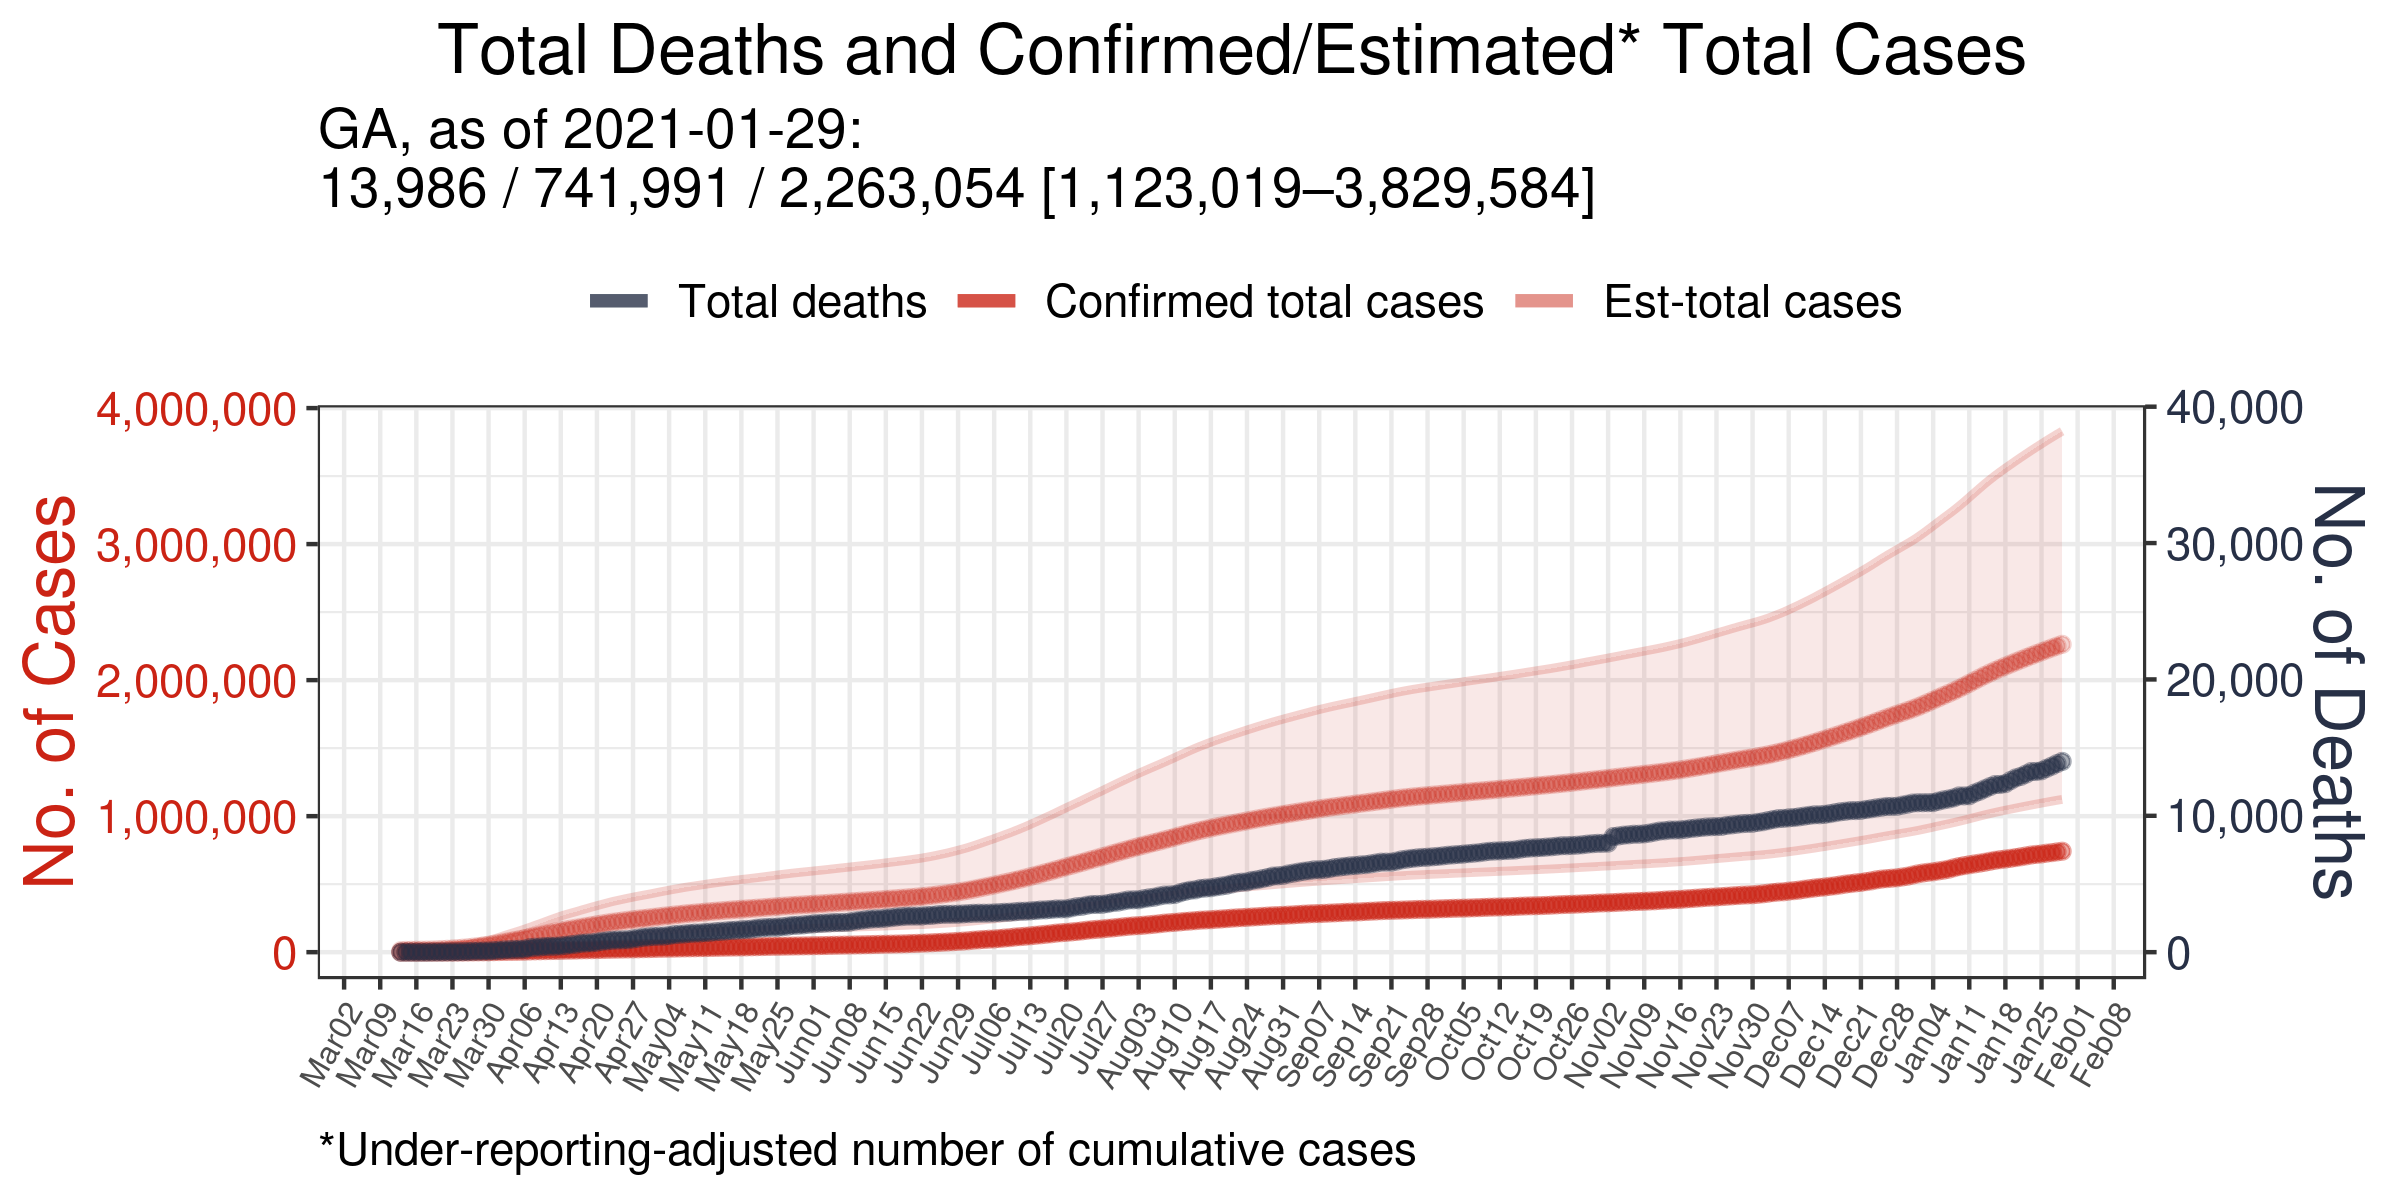 Total Deaths and Confirmed/Estimated* Total Cases
GA, as of 2021-01-29:
13,986 / 741,991 / 2,263,054 [1,123,019–3,829,584]
Total deaths
Confirmed total cases
Est-total cases
No. of Cases
4,000,000
3,000,000
2,000,000
1,000,000
0
40,000
30,000
20,000
10,000
0
No. of Deaths
Mar02
Mar09
Mar16
Mar23
Mar30
Apr06
Apr13
Apr20
Apr27
May04
May11
May18
May25
Jun01
Jun08
Jun15
Jun22
Jun29
Jul06
Jul13
Jul20
Jul27
Aug03
Aug10
Aug17
Aug24
Aug31
Sep07
Sep14
Sep21
Sep28
Oct05
Oct12
Oct19
Oct26
Nov02
Nov09
Nov16
Nov23
Nov30
Dec07
Dec14
Dec21
Dec28
Jan04
Jan11
Jan18
Jan25
Feb01
Feb08
*Under-reporting-adjusted number of cumulative cases